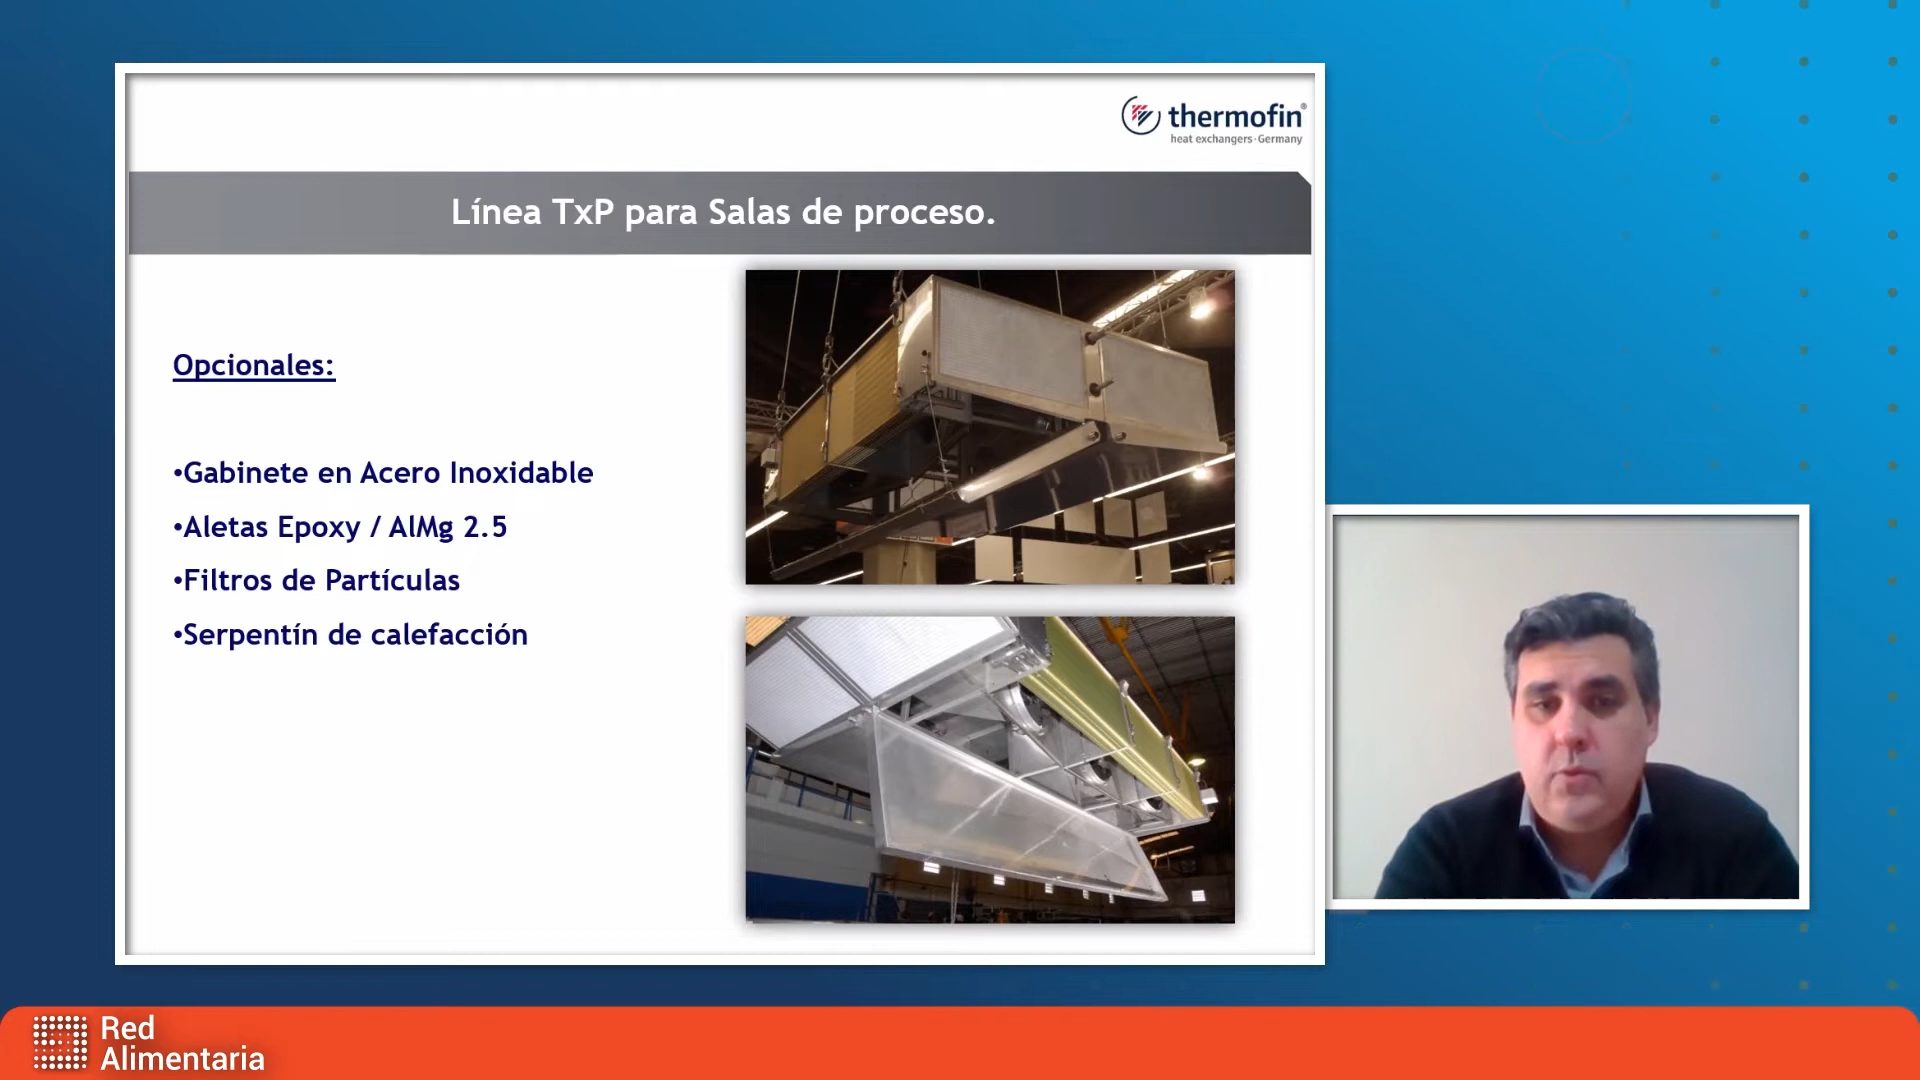 thermofin®
heat exchangers·Germany
Línea TxP para Salas de proceso.
Opcionales:
•Gabinete en Acero Inoxidable
•Aletas Epoxy / AlMg 2.5
•Filtros de Partículas
•Serpentín de calefacción
Red
Alimentaria